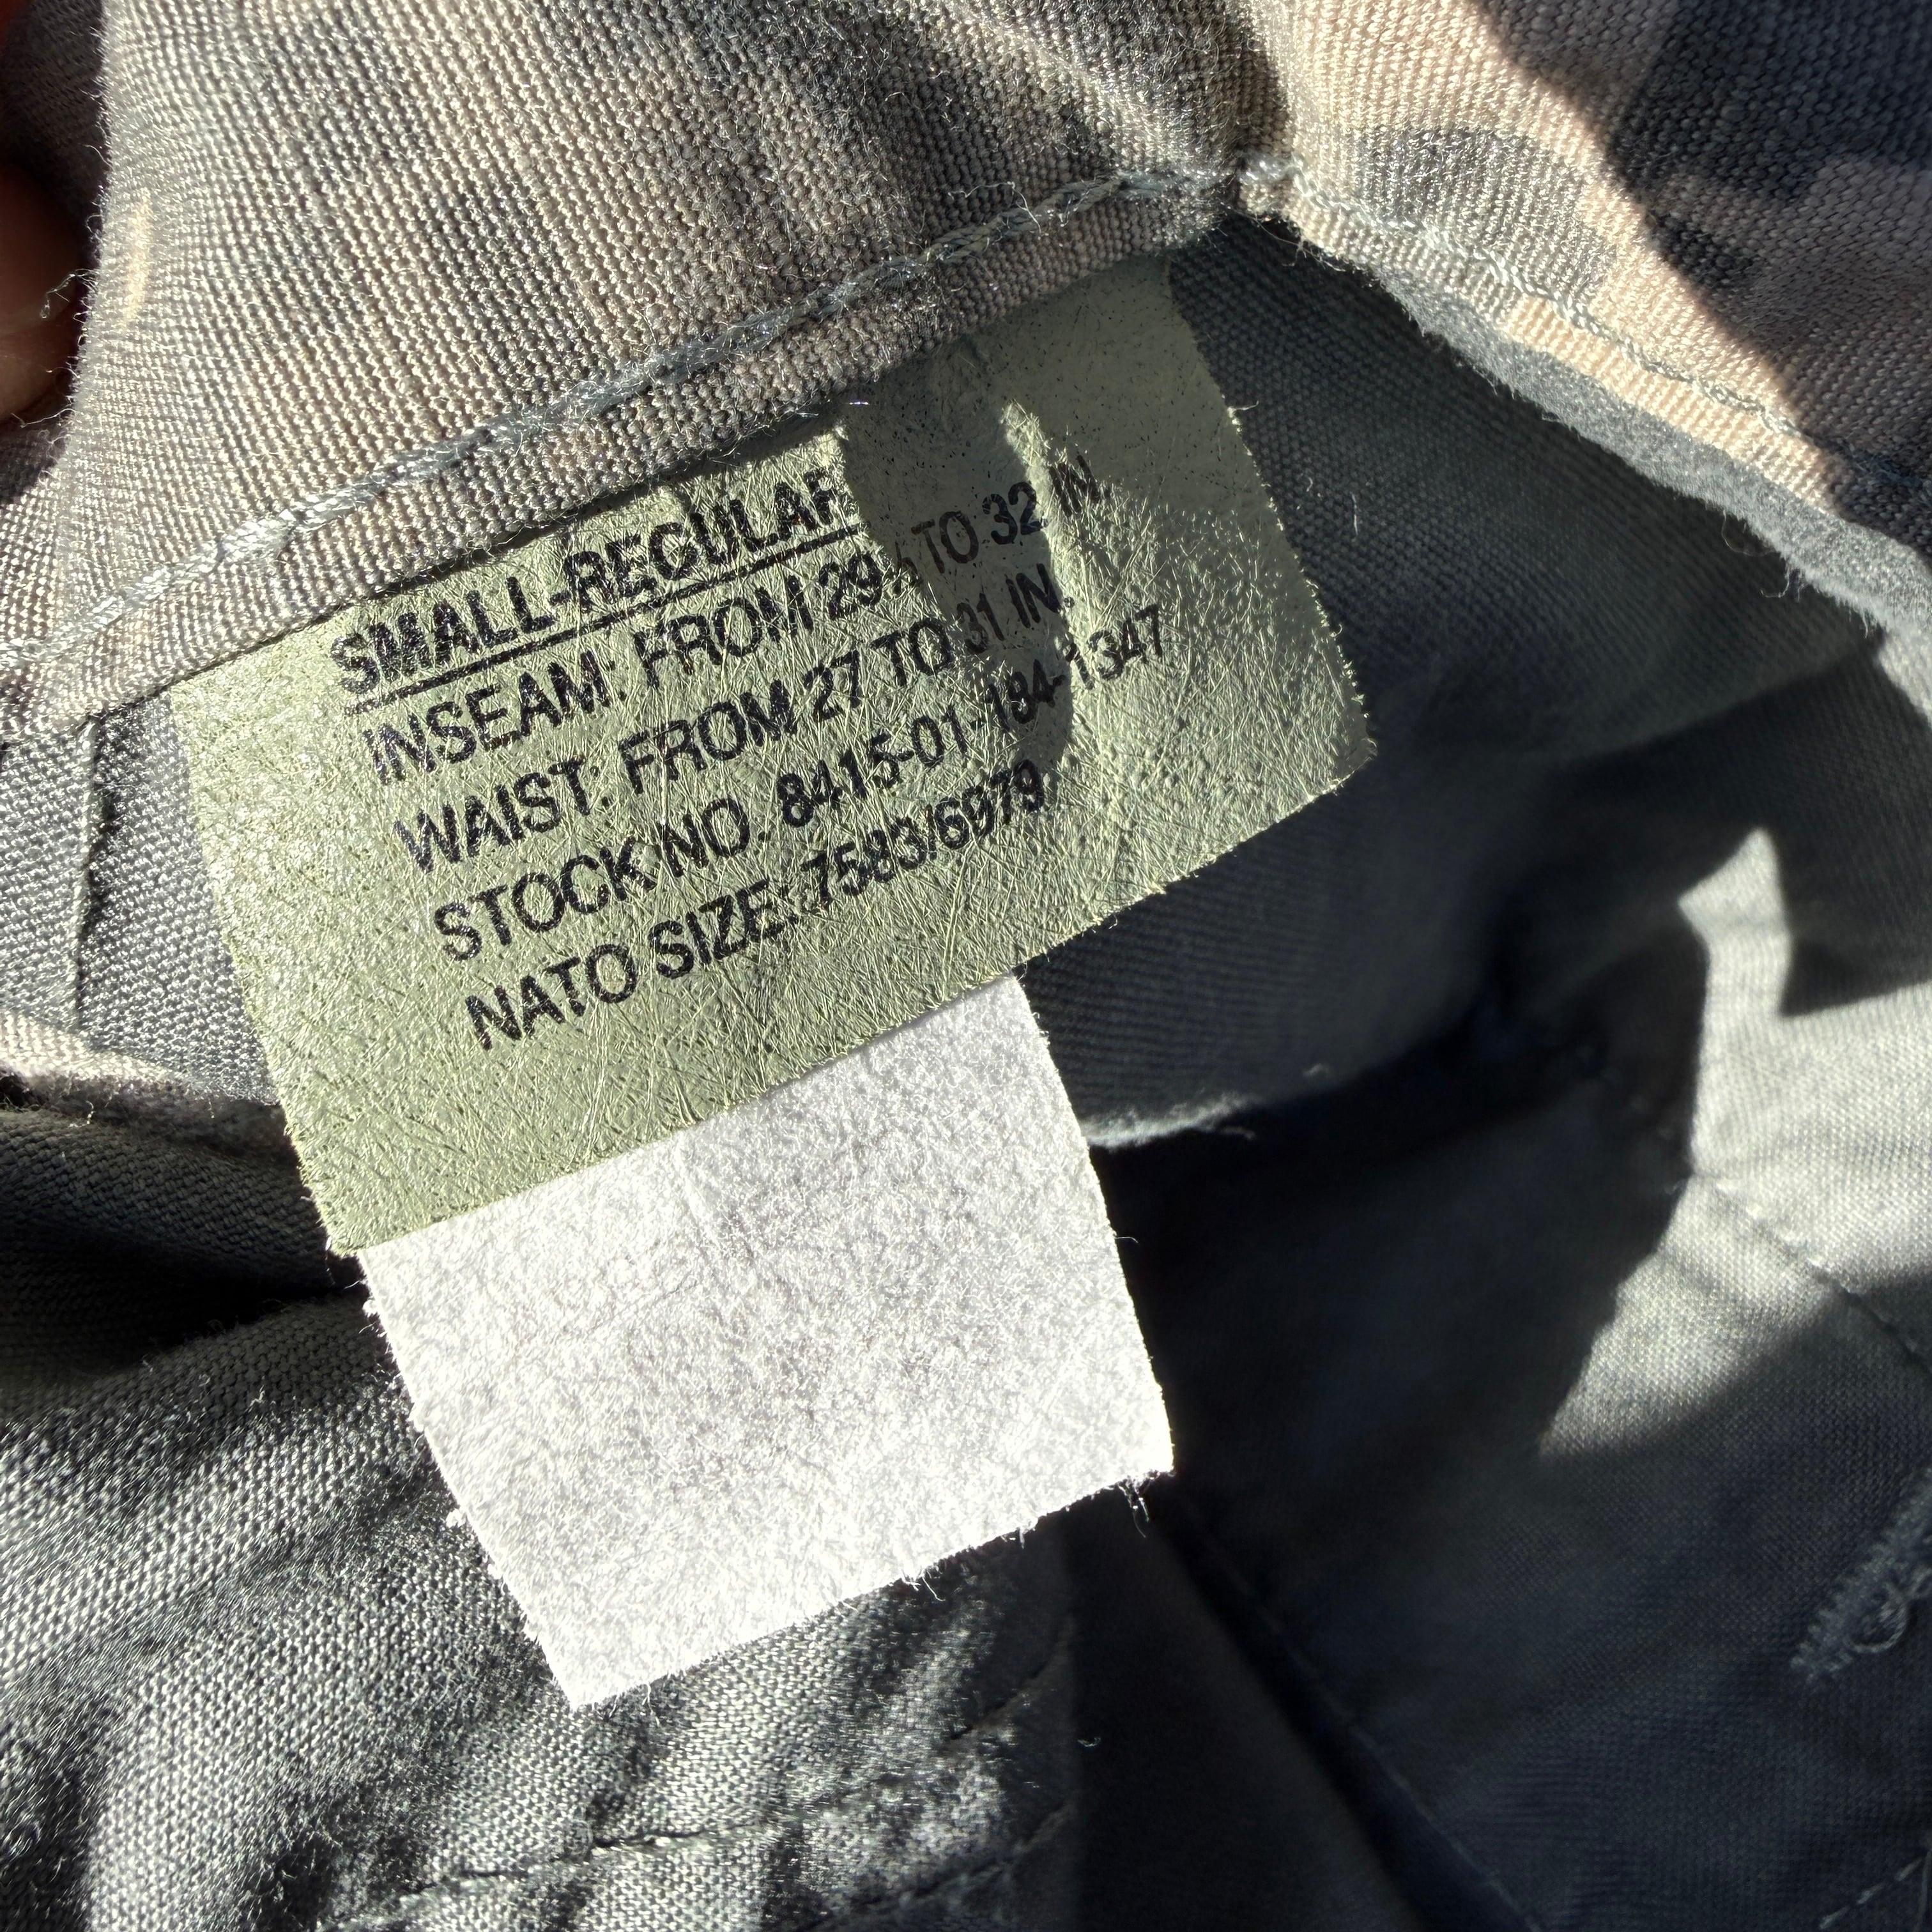 SMALL-REGULAR
INSEAM: FROM 29½ TO 32 IN.
WAIST: FROM 27 TO 31 IN.
STOCK NO. 8415-01-184-1347
NATO SIZE: 7583/6979